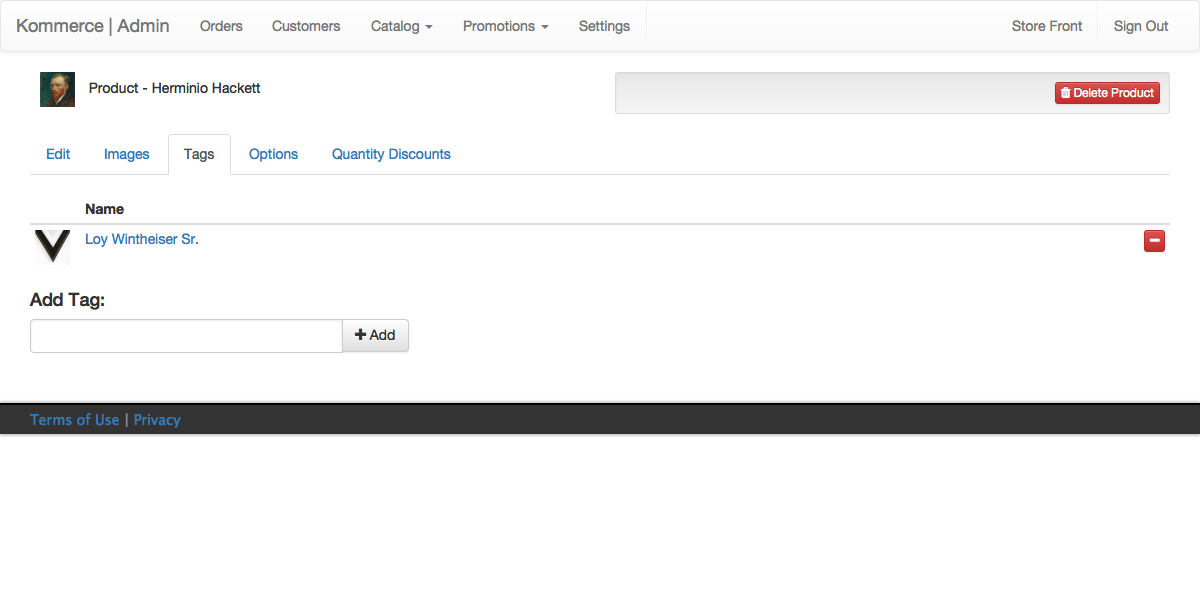 Kommerce | Admin Orders Customers Catalog Promotions Settings Store Front Sign Out
Product - Herminio Hackett Delete Product
Edit Images Tags Options Quantity Discounts
Name
Loy Wintheiser Sr.
Add Tag:
Add
Terms of Use | Privacy